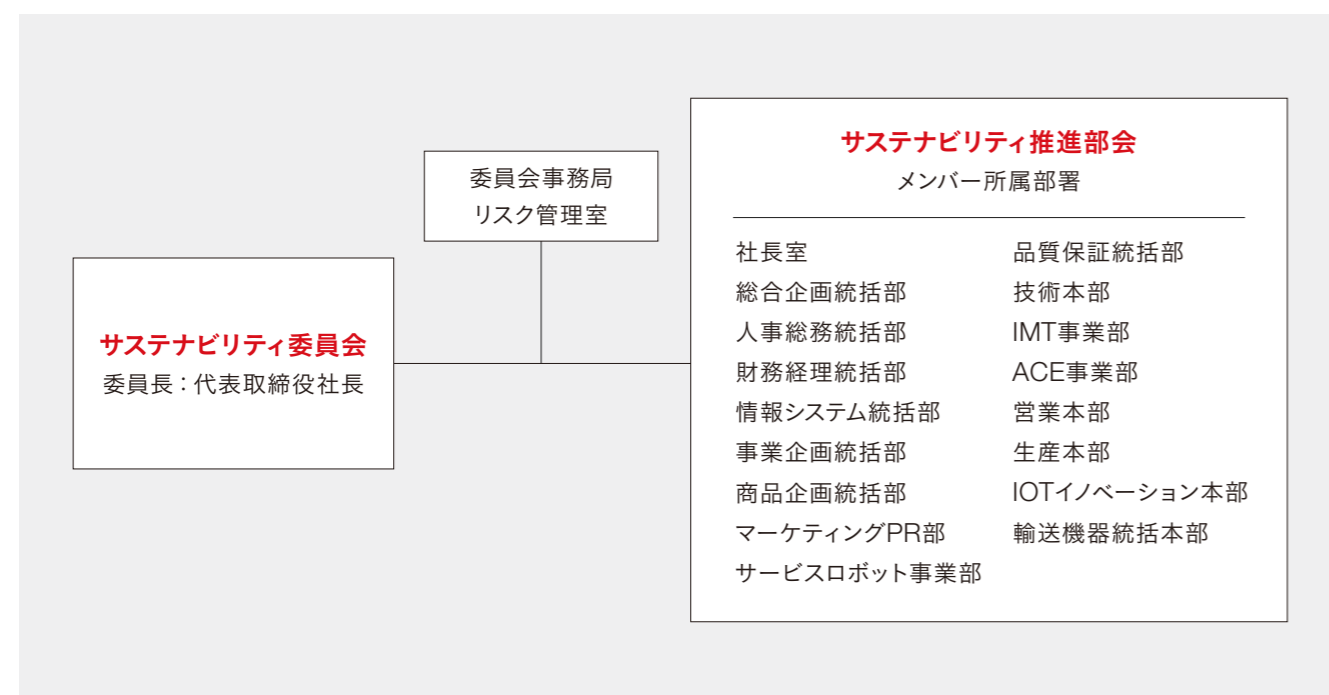 サステナビリティ委員会
委員長：代表取締役社長
委員会事務局
リスク管理室
サステナビリティ推進部会
メンバー所属部署
社長室
総合企画統括部
人事総務統括部
財務経理統括部
情報システム統括部
事業企画統括部
商品企画統括部
マーケティングPR部
サービスロボット事業部
品質保証統括部
技術本部
IMT事業部
ACE事業部
営業本部
生産本部
IOTイノベーション本部
輸送機器統括本部